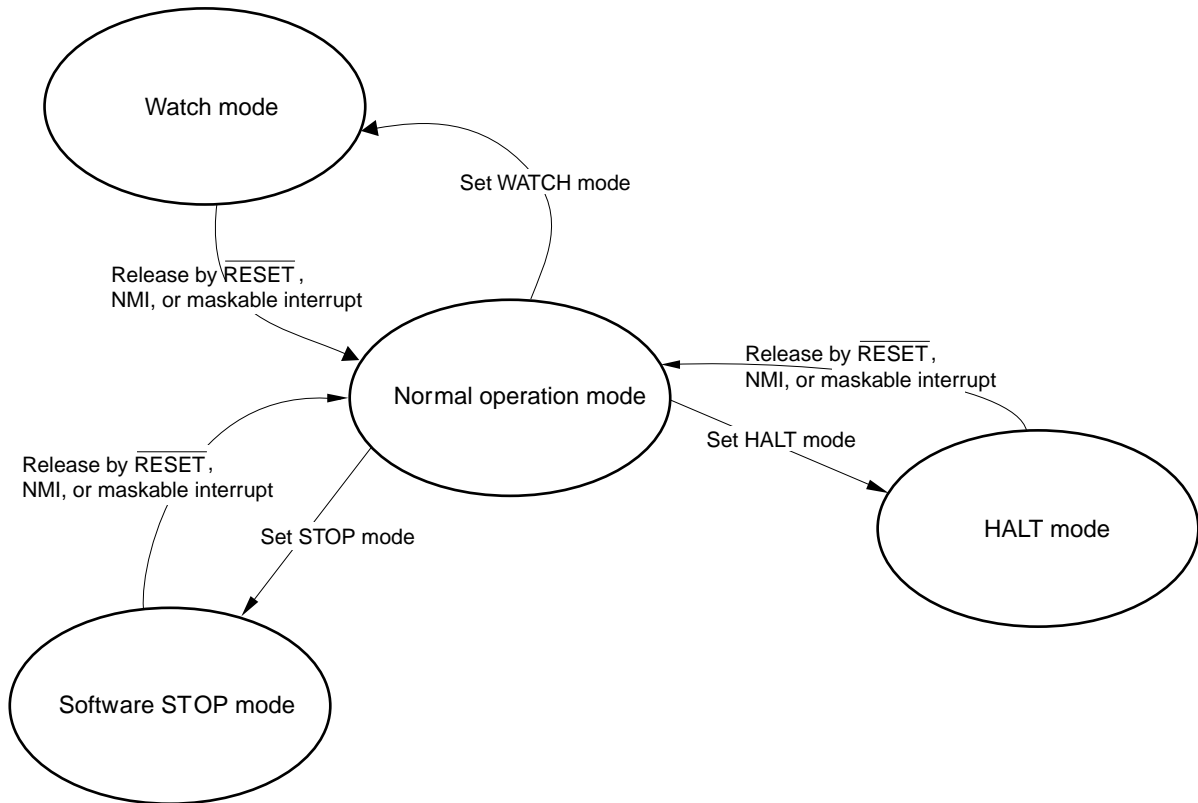 Watch mode
Set WATCH mode
Release by RESET,
NMI, or maskable interrupt
Normal operation mode
Release by RESET,
NMI, or maskable interrupt
Set HALT mode
Release by RESET,
NMI, or maskable interrupt
Set STOP mode
HALT mode
Software STOP mode